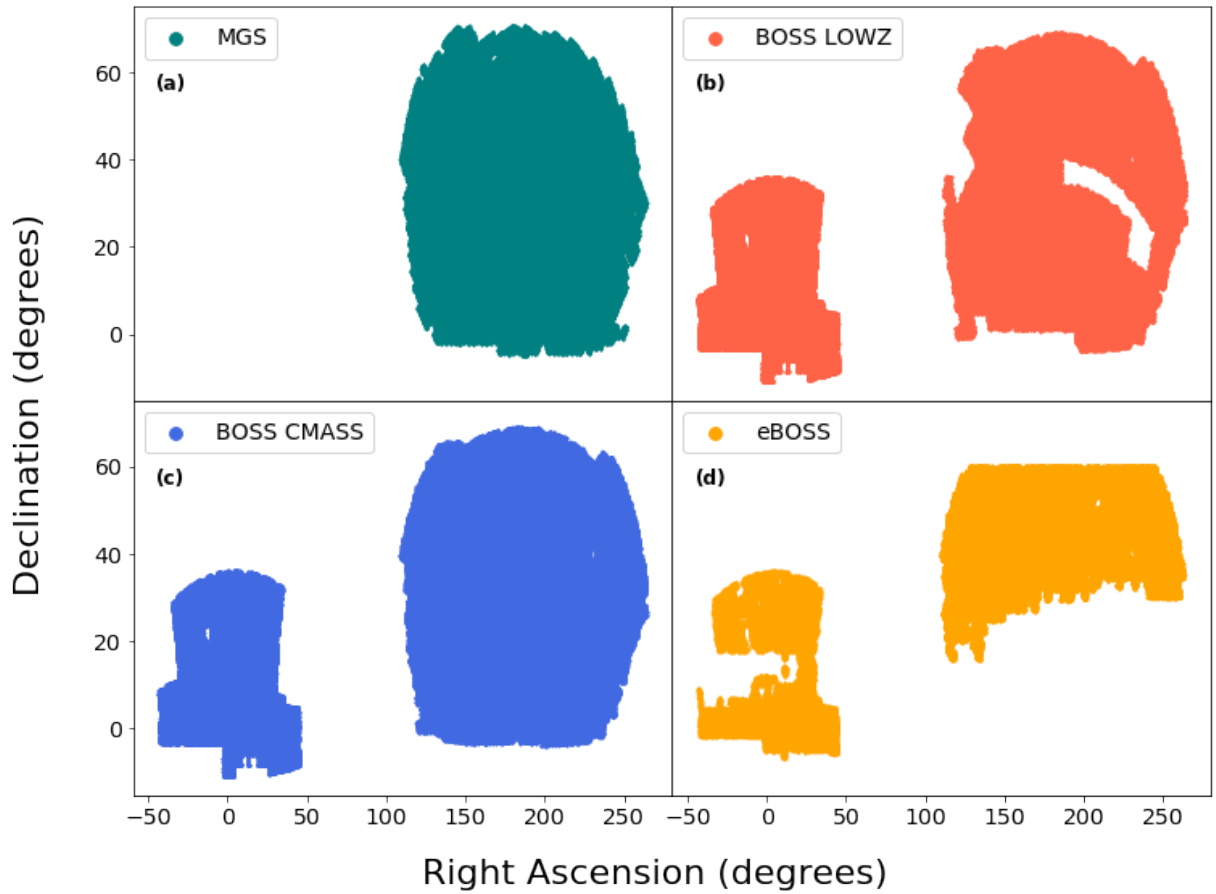 MGS
BOSS LOWZ
(a)
(b)
60
40
20
0
BOSS CMASS
eBOSS
(c)
(d)
60
40
20
0
−50 0 50 100 150 200 250
−50 0 50 100 150 200 250
Declination (degrees)
Right Ascension (degrees)